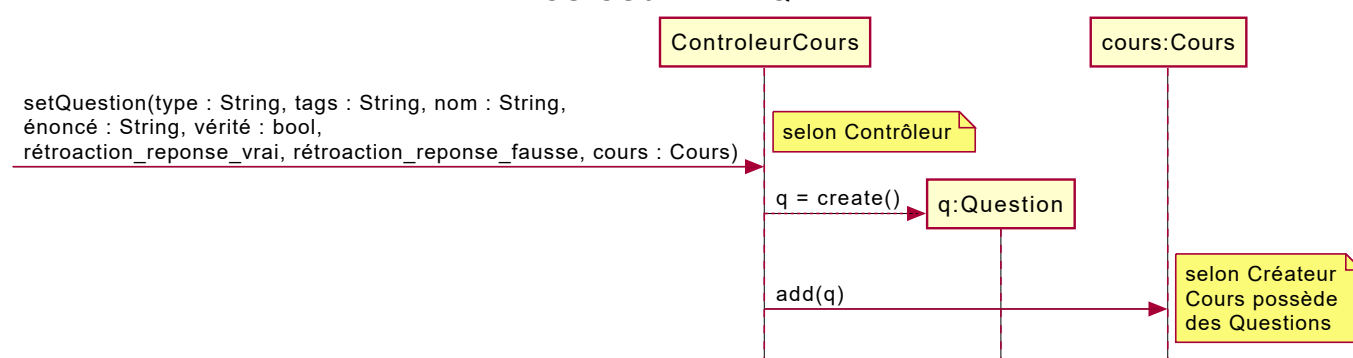 ControleurCours
cours:Cours
setQuestion(type : String, tags : String, nom : String,
énoncé : String, vérité : bool,
rétroaction_reponse_vrai, rétroaction_reponse_fausse, cours : Cours)
selon Contrôleur
q = create()
q:Question
add(q)
selon Créateur
Cours possède
des Questions